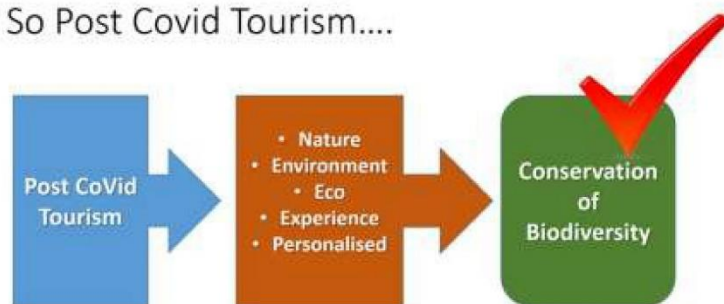 So Post Covid Tourism....
Post CoVid
Tourism
• Nature
• Environment
• Eco
• Experience
• Personalised
Conservation
of
Biodiversity